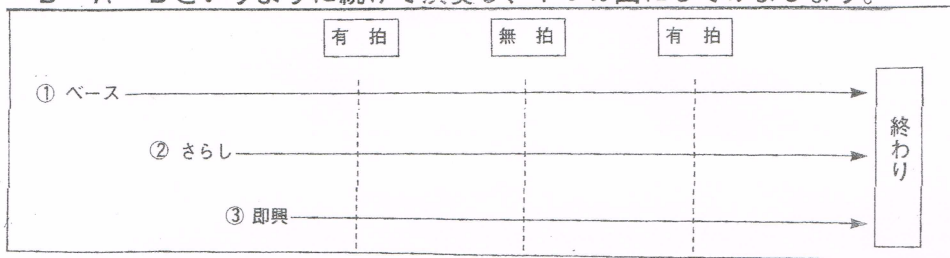 有拍 無拍 有拍
① ベース
② さらし
③ 即興
終わり